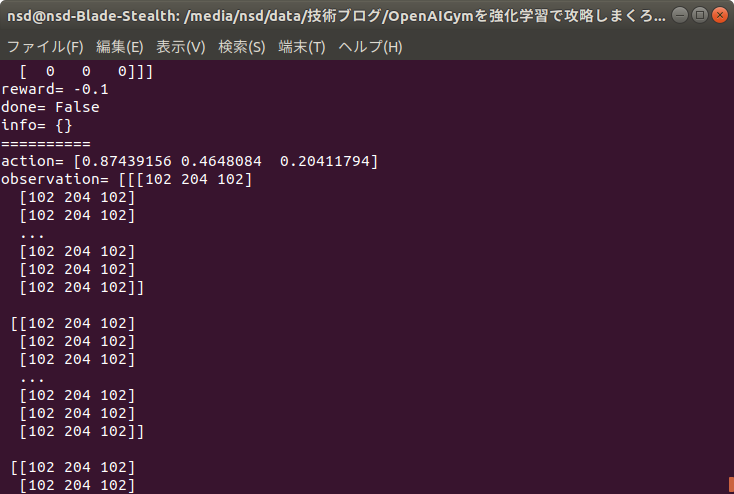 nsd@nsd-Blade-Stealth: /media/nsd/data/技術ブログ/OpenAIGymを強化学習で攻略しまくろ...
ファイル(F) 編集(E) 表示(V) 検索(S) 端末(T) ヘルプ(H)
  [  0   0   0]]]
reward= -0.1
done= False
info= {}
==========
action= [0.87439156 0.4648084  0.20411794]
observation= [[[102 204 102]
  [102 204 102]
  [102 204 102]
  ...
  [102 204 102]
  [102 204 102]
  [102 204 102]]

 [[102 204 102]
  [102 204 102]
  [102 204 102]
  ...
  [102 204 102]
  [102 204 102]
  [102 204 102]]

 [[102 204 102]
  [102 204 102]